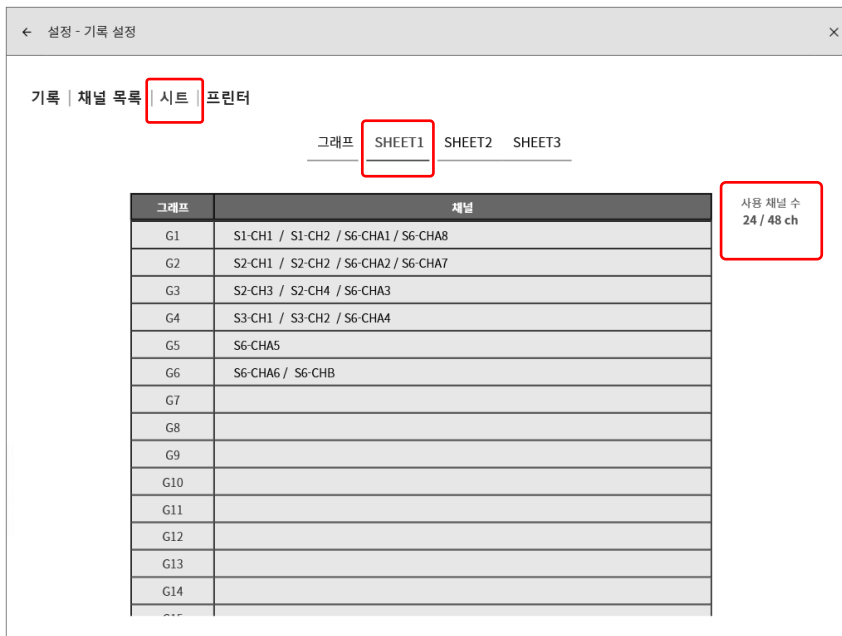 ← 설정 - 기록 설정 ×
기록 | 채널 목록 | 시트 | 프린터
그래프 SHEET1 SHEET2 SHEET3
사용 채널 수
24 / 48 ch
그래프 채널
G1 S1-CH1 / S1-CH2 / S6-CHA1 / S6-CHA8
G2 S2-CH1 / S2-CH2 / S6-CHA2 / S6-CHA7
G3 S2-CH3 / S2-CH4 / S6-CHA3
G4 S3-CH1 / S3-CH2 / S6-CHA4
G5 S6-CHA5
G6 S6-CHA6 / S6-CHB
G7
G8
G9
G10
G11
G12
G13
G14